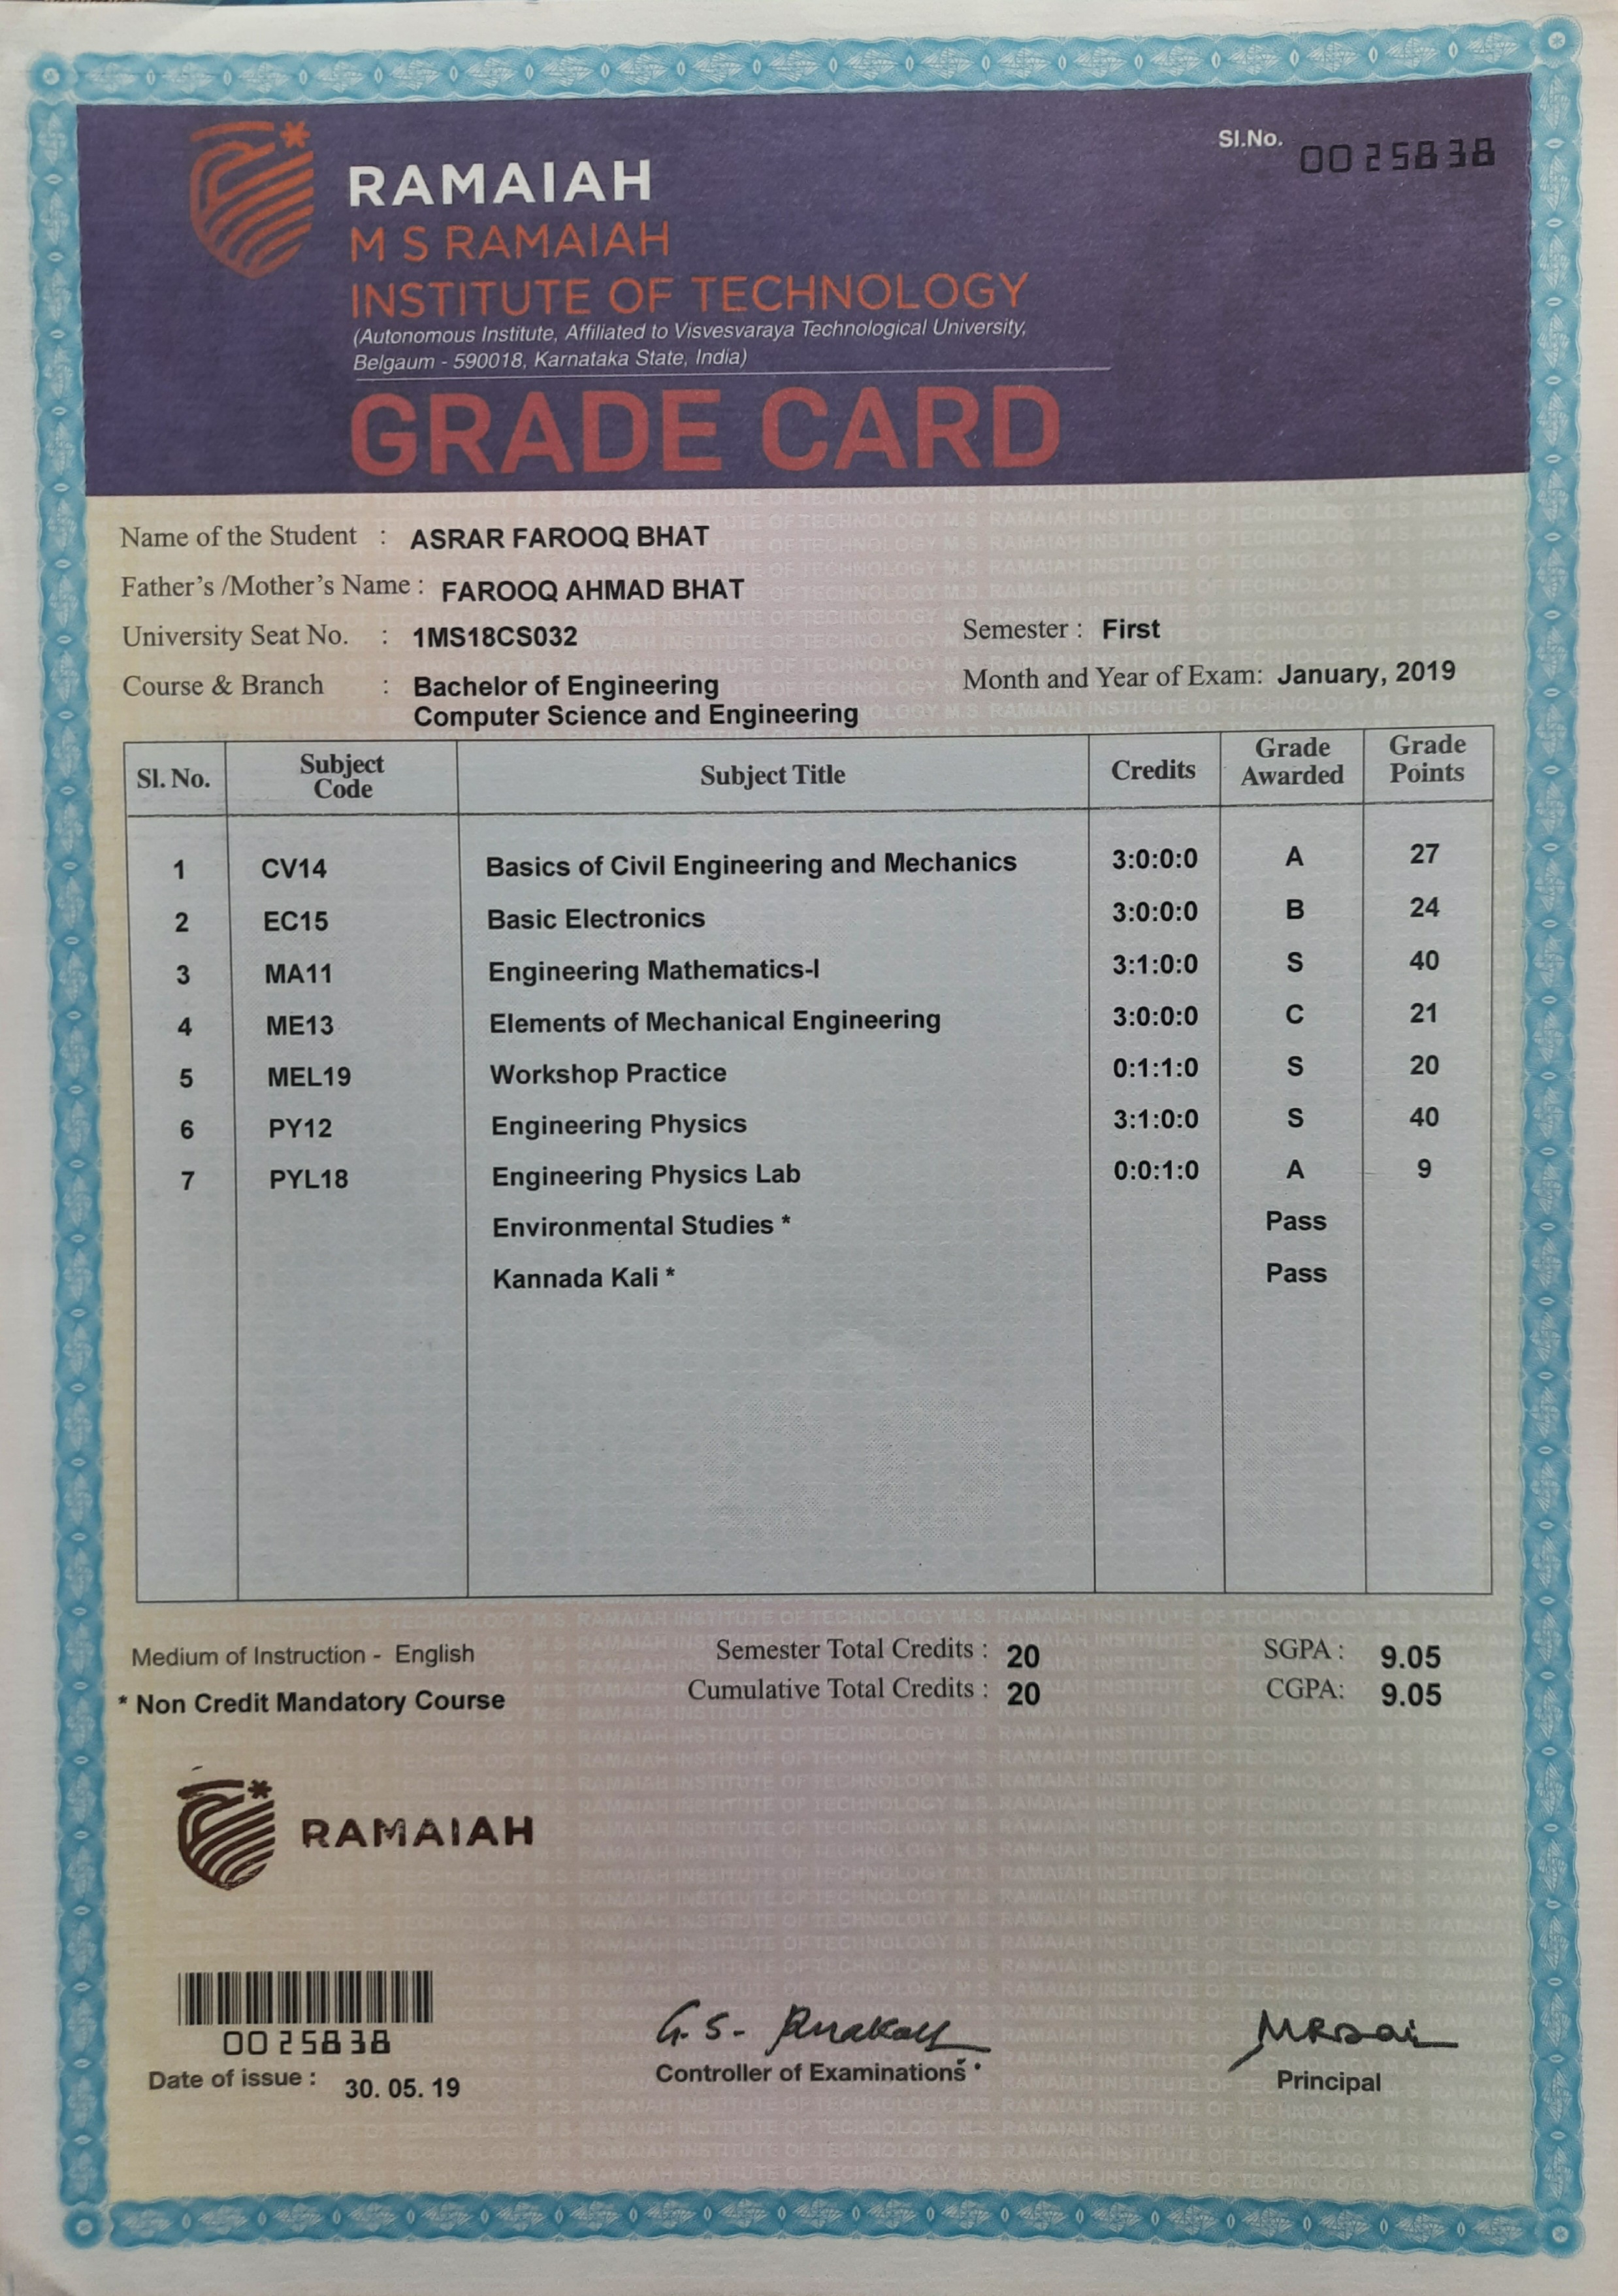 Sl.No. 0025838
RAMAIAH
M S RAMAIAH
INSTITUTE OF TECHNOLOGY
(Autonomous Institute, Affiliated to Visvesvaraya Technological University,
Belgaum - 590018, Karnataka State, India)
GRADE CARD
Name of the Student : ASRAR FAROOQ BHAT
Father's /Mother's Name : FAROOQ AHMAD BHAT
University Seat No. : 1MS18CS032 Semester : First
Course & Branch : Bachelor of Engineering Month and Year of Exam: January, 2019
Computer Science and Engineering
Sl. No. Subject Code Subject Title Credits Grade Awarded Grade Points
1 CV14 Basics of Civil Engineering and Mechanics 3:0:0:0 A 27
2 EC15 Basic Electronics 3:0:0:0 B 24
3 MA11 Engineering Mathematics-I 3:1:0:0 S 40
4 ME13 Elements of Mechanical Engineering 3:0:0:0 C 21
5 MEL19 Workshop Practice 0:1:1:0 S 20
6 PY12 Engineering Physics 3:1:0:0 S 40
7 PYL18 Engineering Physics Lab 0:0:1:0 A 9
Environmental Studies * Pass
Kannada Kali * Pass
Medium of Instruction - English Semester Total Credits : 20 SGPA : 9.05
* Non Credit Mandatory Course Cumulative Total Credits : 20 CGPA: 9.05
RAMAIAH
0025838
Date of issue : 30. 05. 19
Controller of Examinations
Principal